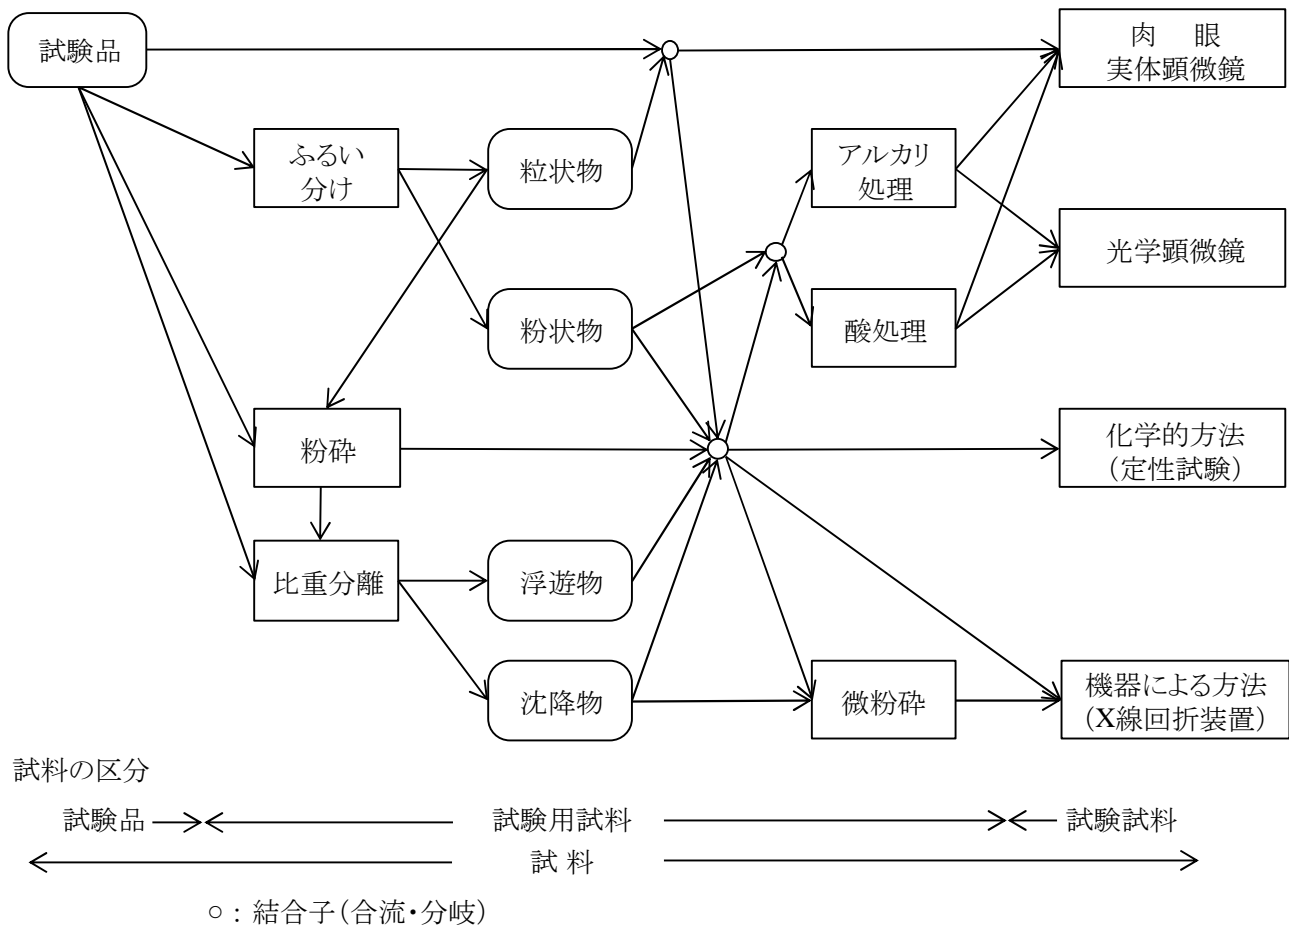 試験品
肉 眼
実体顕微鏡
ふるい
分け
粒状物
アルカリ
処理
光学顕微鏡
粉状物
酸処理
粉砕
化学的方法
（定性試験）
比重分離
浮遊物
沈降物
微粉砕
機器による方法
（X線回折装置）
試料の区分
試験品
試験用試料
試験試料
試 料
○ : 結合子（合流・分岐）